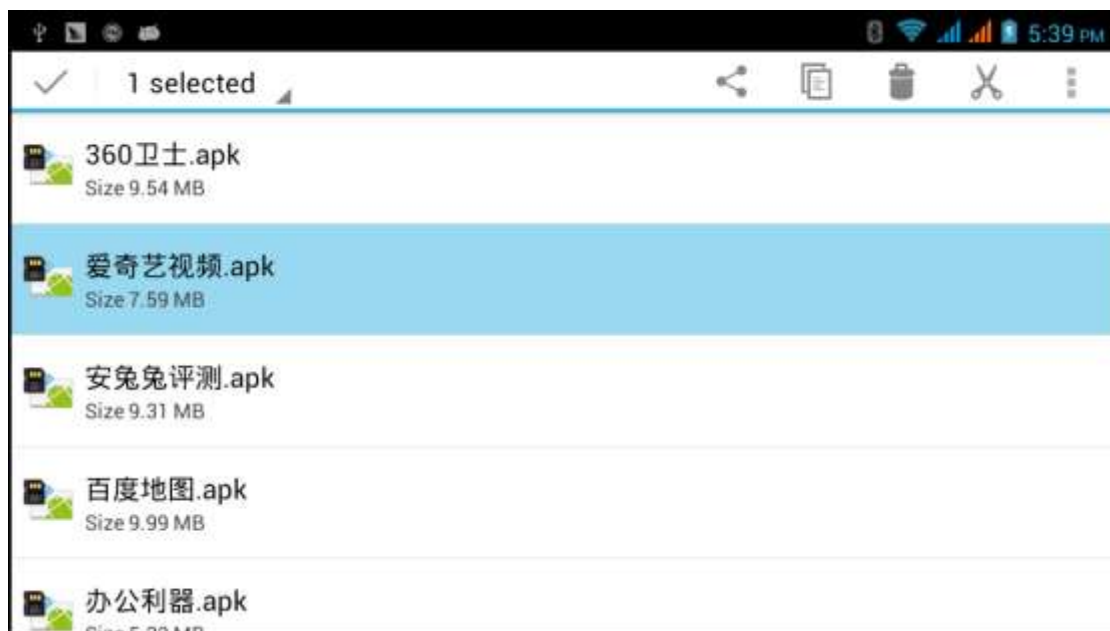 5:39 PM
1 selected
360卫士.apk
Size 9.54 MB
爱奇艺视频.apk
Size 7.59 MB
安兔兔评测.apk
Size 9.31 MB
百度地图.apk
Size 9.99 MB
办公利器.apk
Size